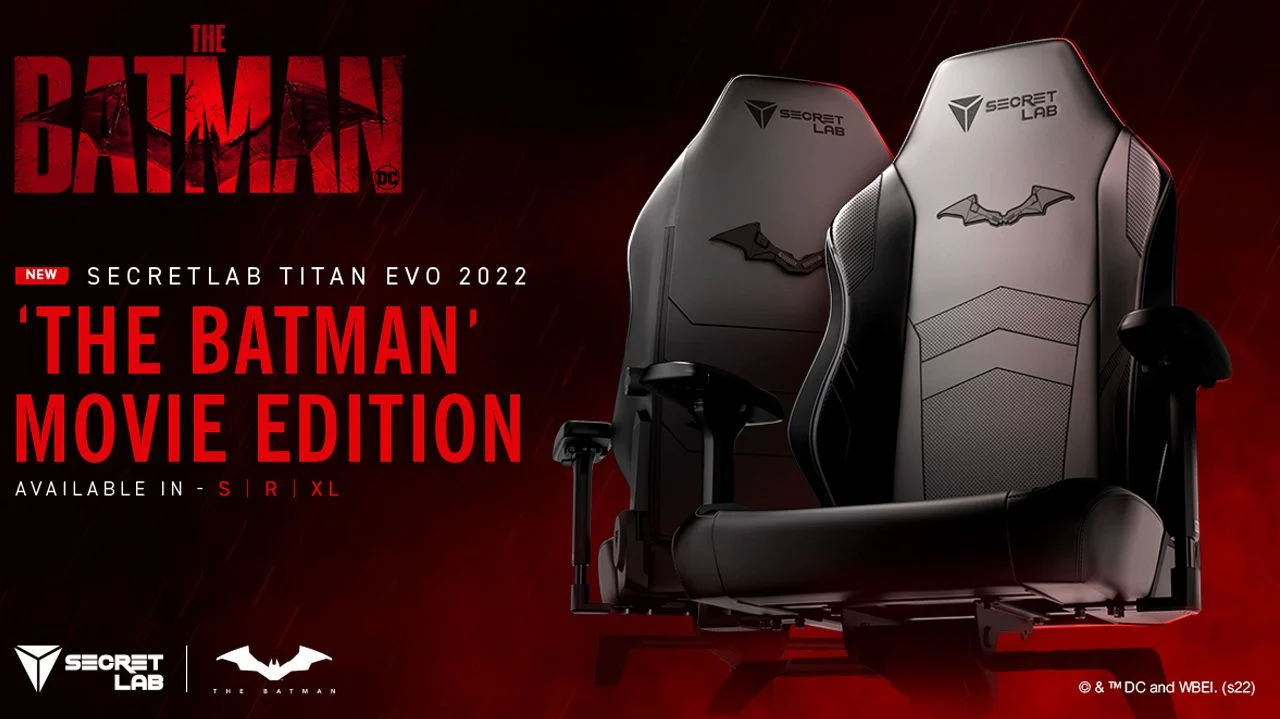 THE
BATMAN
DC
NEW SECRETLAB TITAN EVO 2022
‘THE BATMAN’
MOVIE EDITION
AVAILABLE IN - S | R | XL
SECRET
LAB
THE BATMAN
SECRET
LAB
SECRET
LAB
© & ™ DC and WBEI. (s22)